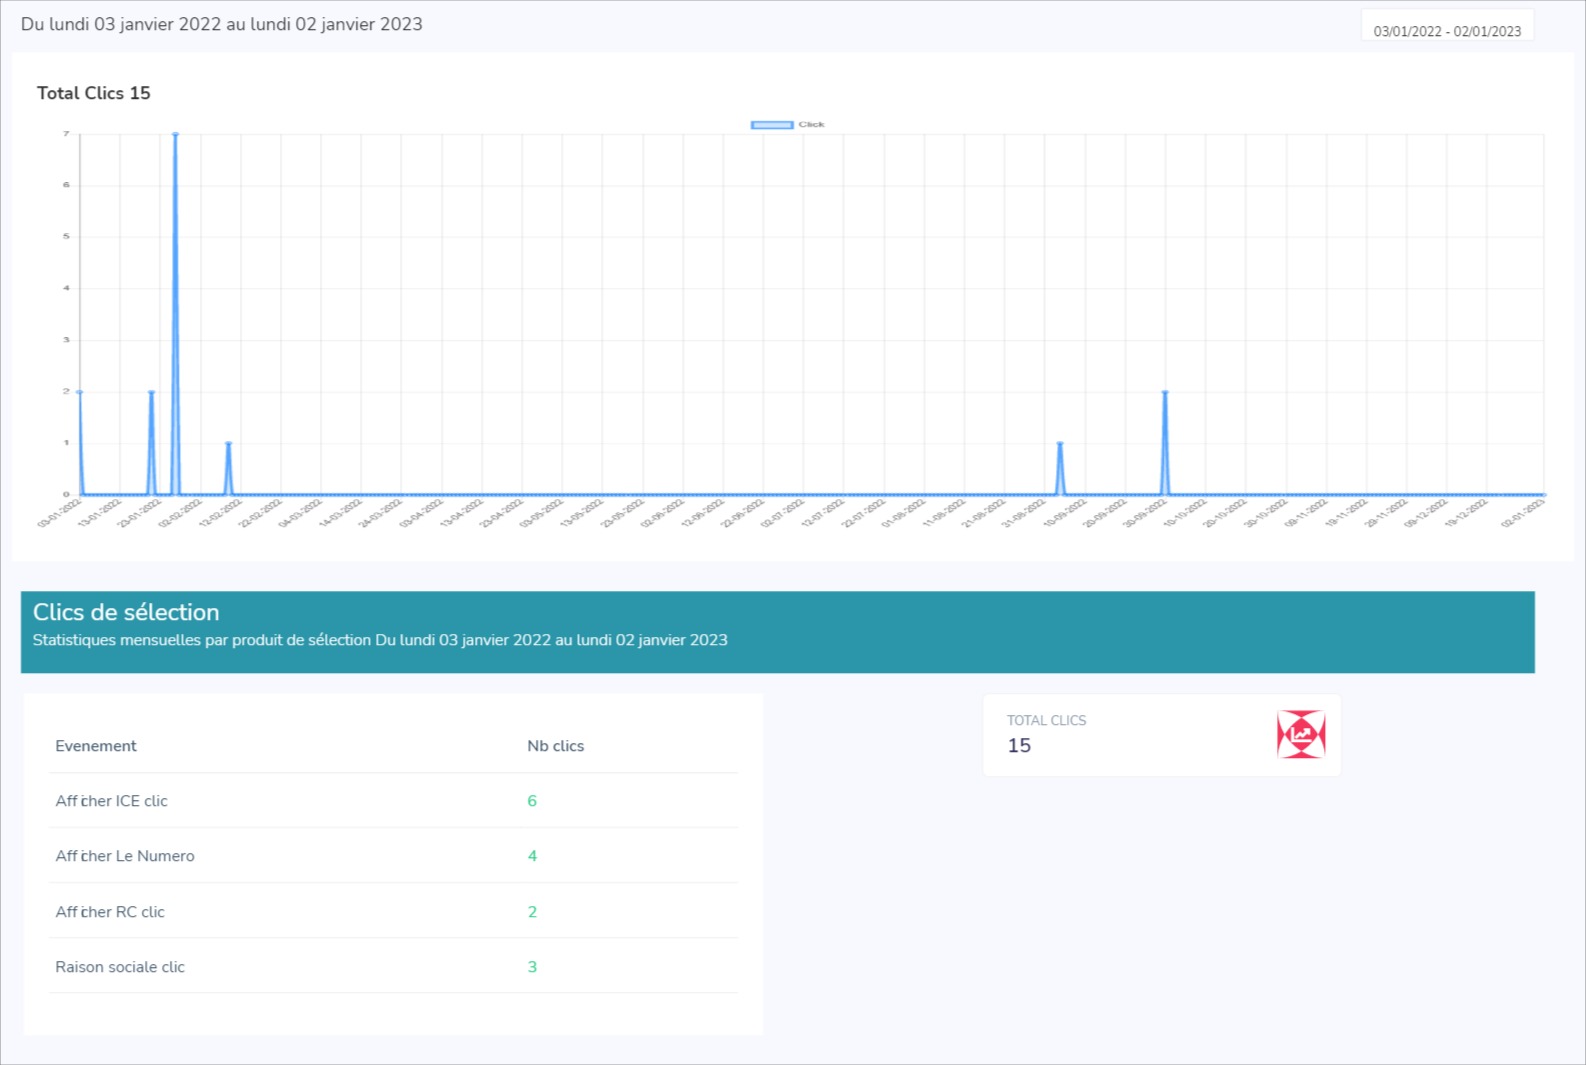 Du lundi 03 janvier 2022 au lundi 02 janvier 2023
03/01/2022 - 02/01/2023
Total Clics 15
Click
7
6
5
4
3
2
1
0
03-01-2022 13-01-2022 23-01-2022 02-02-2022 12-02-2022 22-02-2022 04-03-2022 14-03-2022 24-03-2022 03-04-2022 13-04-2022 23-04-2022 03-05-2022 13-05-2022 23-05-2022 02-06-2022 12-06-2022 22-06-2022 02-07-2022 12-07-2022 22-07-2022 01-08-2022 11-08-2022 21-08-2022 31-08-2022 10-09-2022 20-09-2022 30-09-2022 10-10-2022 20-10-2022 30-10-2022 09-11-2022 19-11-2022 29-11-2022 09-12-2022 19-12-2022 02-01-2023
Clics de sélection
Statistiques mensuelles par produit de sélection Du lundi 03 janvier 2022 au lundi 02 janvier 2023
Evenement Nb clics
Afficher ICE clic 6
Afficher Le Numero 4
Afficher RC clic 2
Raison sociale clic 3
TOTAL CLICS
15